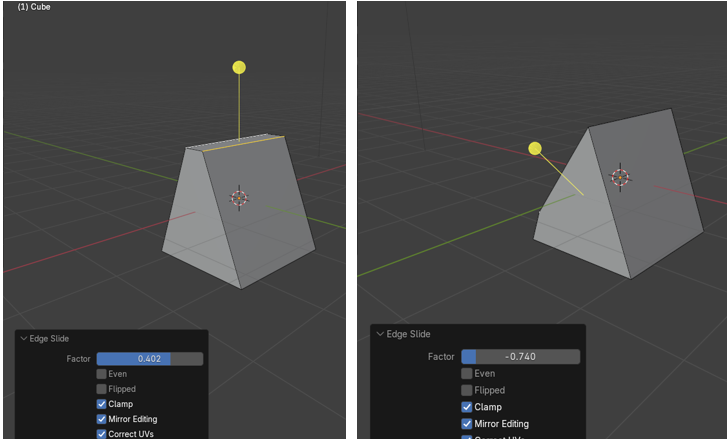 (1) Cube
Edge Slide
Factor 0.402
Even
Flipped
Clamp
Mirror Editing
Correct UVs
Edge Slide
Factor -0.740
Even
Flipped
Clamp
Mirror Editing